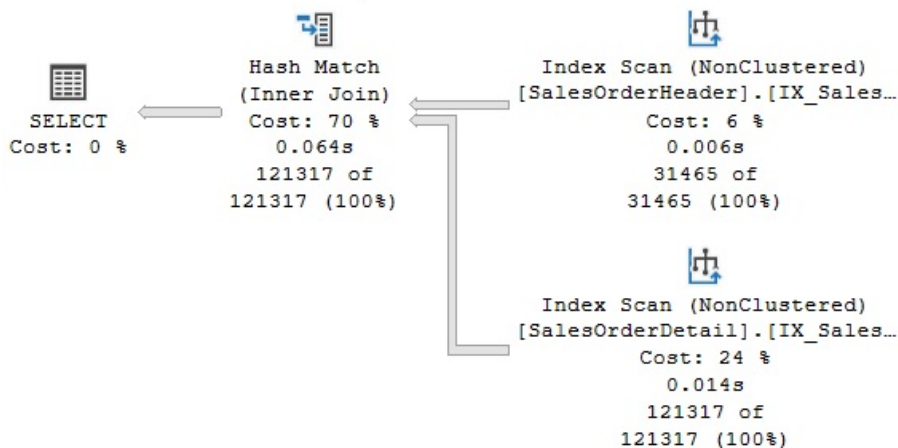 SELECT
Cost: 0 %
Hash Match
(Inner Join)
Cost: 70 %
0.064s
121317 of
121317 (100%)
Index Scan (NonClustered)
[SalesOrderHeader].[IX_Sales…
Cost: 6 %
0.006s
31465 of
31465 (100%)
Index Scan (NonClustered)
[SalesOrderDetail].[IX_Sales…
Cost: 24 %
0.014s
121317 of
121317 (100%)